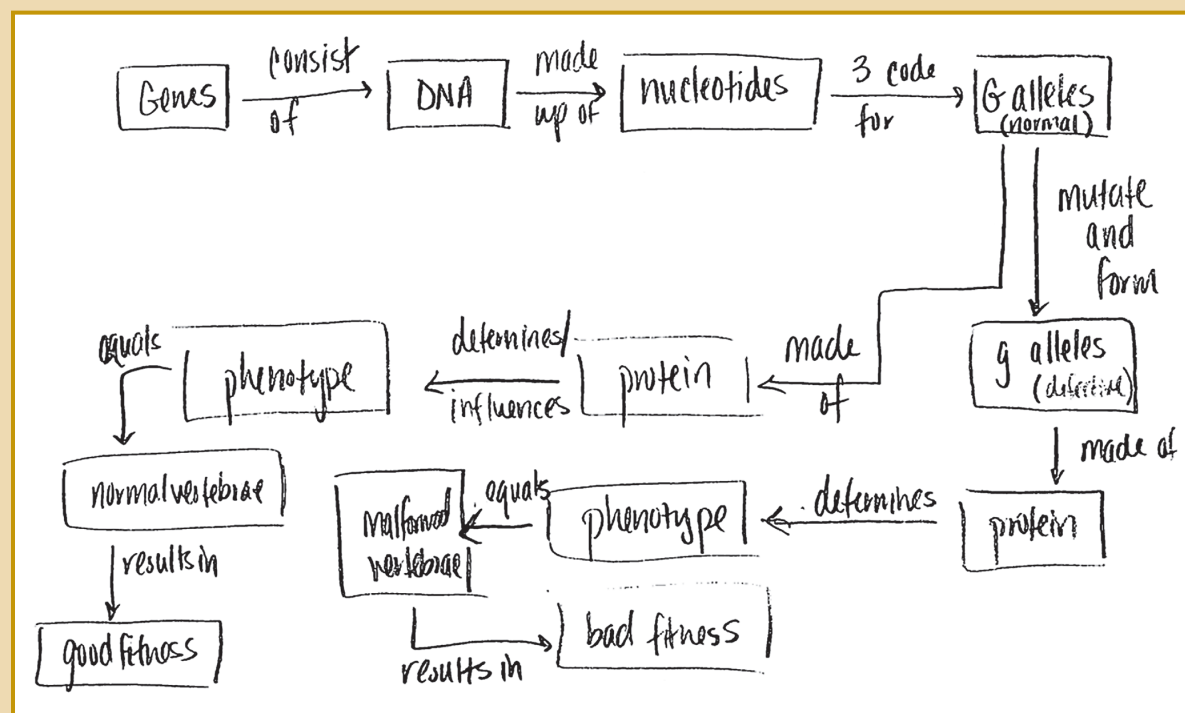 Genes
consist
of
DNA
made
up of
nucleotides
3 code
for
G alleles
(normal)
mutate
and
form
g alleles
(defective)
made of
protein
determines
phenotype
equals
malformed
vertebrae
results in
bad fitness
made
of
protein
determines/
influences
phenotype
equals
normal vertebrae
results in
good fitness